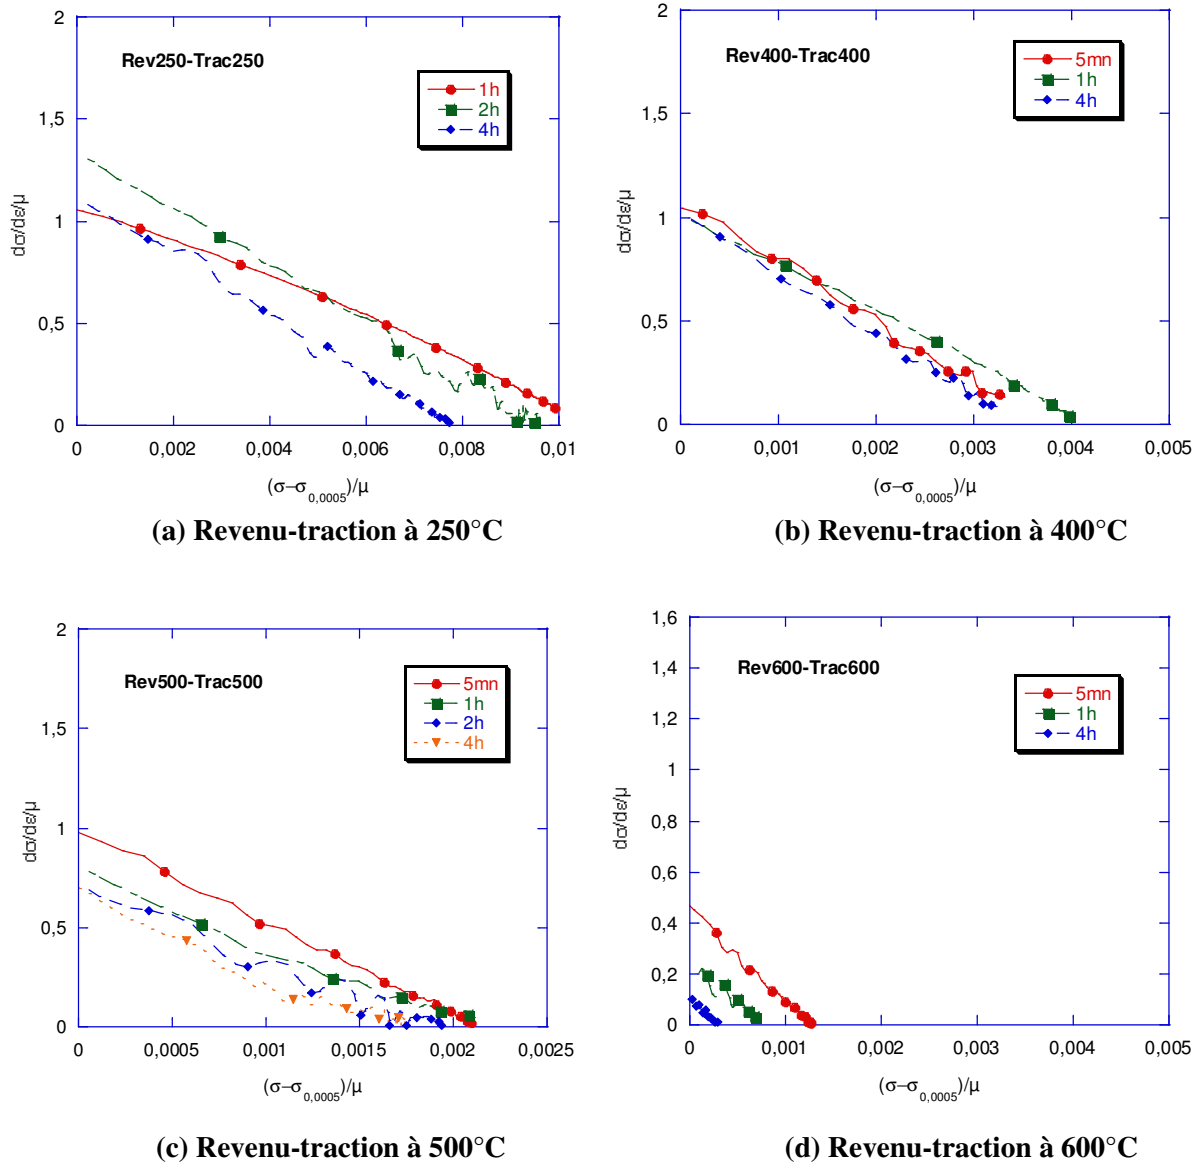 2
1,5
1
0,5
0
dσ/dε/μ
Rev250-Trac250
1h
2h
4h
0 0,002 0,004 0,006 0,008 0,01
(σ–σ0,0005)/μ
(a) Revenu-traction à 250°C
2
1,5
1
0,5
0
dσ/dε/μ
Rev400-Trac400
5mn
1h
4h
0 0,001 0,002 0,003 0,004 0,005
(σ–σ0,0005)/μ
(b) Revenu-traction à 400°C
2
1,5
1
0,5
0
dσ/dε/μ
Rev500-Trac500
5mn
1h
2h
4h
0 0,0005 0,001 0,0015 0,002 0,0025
(σ–σ0,0005)/μ
(c) Revenu-traction à 500°C
1,6
1,4
1,2
1
0,8
0,6
0,4
0,2
0
dσ/dε/μ
Rev600-Trac600
5mn
1h
4h
0 0,001 0,002 0,003 0,004 0,005
(σ–σ0,0005)/μ
(d) Revenu-traction à 600°C